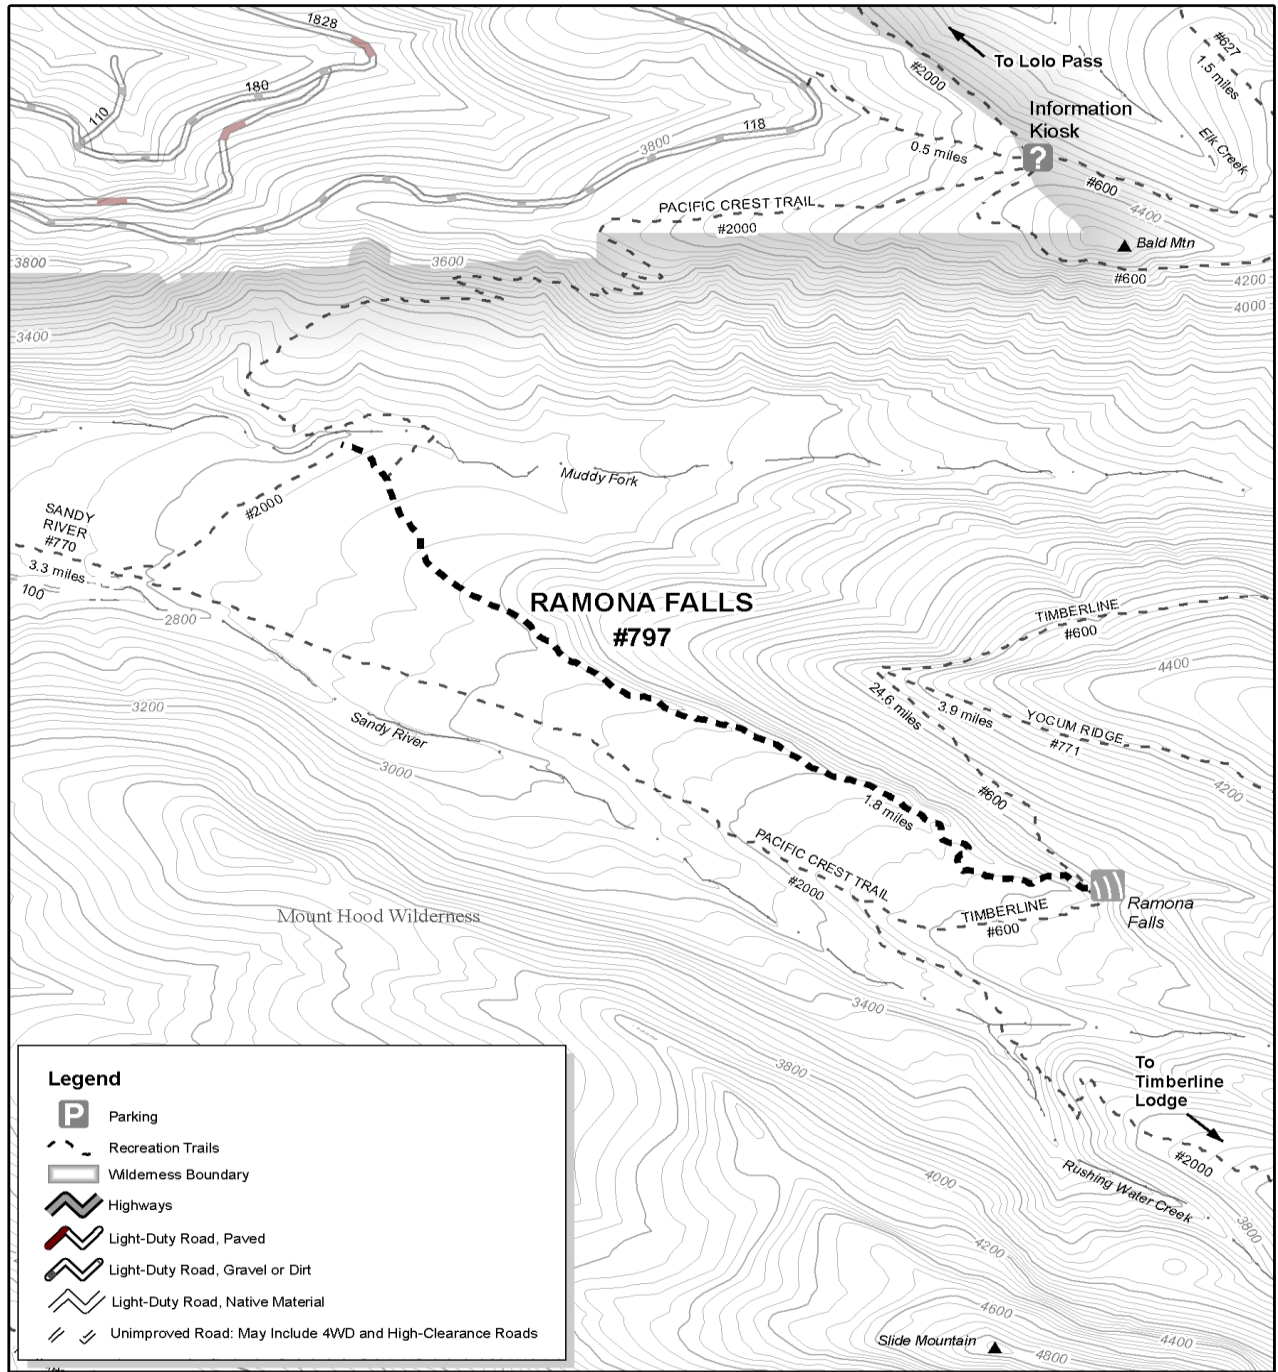 1828
To Lolo Pass
#2000
#627
1.5 miles
180
110
Information
Kiosk
?
118
3800
0.5 miles
Elk Creek
#600
4400
PACIFIC CREST TRAIL
#2000
Bald Mtn
3800
3600
#600
4200
4000
3400
Muddy Fork
#2000
SANDY
RIVER
#770
3.3 miles
100
2800
RAMONA FALLS
#797
TIMBERLINE
#600
4400
3200
Sandy River
24.6 miles
3.9 miles
YOCUM RIDGE
#771
3000
4200
#600
1.8 miles
PACIFIC CREST TRAIL
#2000
TIMBERLINE
#600
Ramona
Falls
Mount Hood Wilderness
3400
3800
To
Timberline
Lodge
#2000
Rushing Water Creek
4000
3800
4200
4600
Slide Mountain
4400
4800
Legend
P Parking
Recreation Trails
Wilderness Boundary
Highways
Light-Duty Road, Paved
Light-Duty Road, Gravel or Dirt
Light-Duty Road, Native Material
Unimproved Road: May Include 4WD and High-Clearance Roads